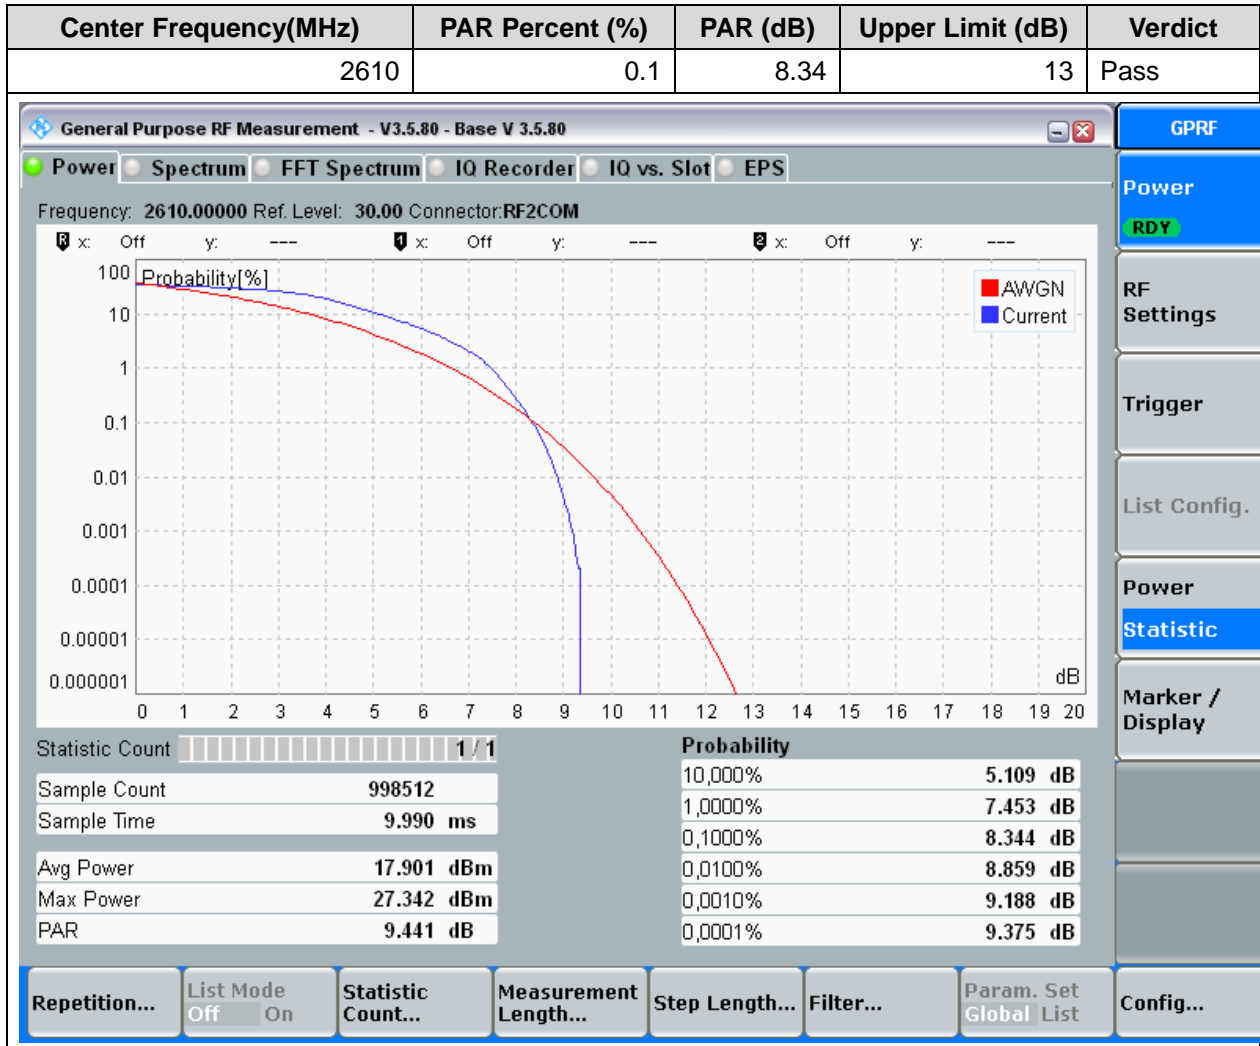 Center Frequency(MHz) PAR Percent (%) PAR (dB) Upper Limit (dB) Verdict
2610 0.1 8.34 13 Pass
General Purpose RF Measurement - V3.5.80 - Base V 3.5.80
GPRF
Power Spectrum FFT Spectrum IQ Recorder IQ vs. Slot EPS
Power
RDY
Frequency: 2610.00000 Ref. Level: 30.00 Connector:RF2COM
R x: Off y: --- 1 x: Off y: --- 2 x: Off y: ---
Probability[%]
AWGN
Current
100
10
1
0.1
0.01
0.001
0.0001
0.00001
0.000001
dB
0 1 2 3 4 5 6 7 8 9 10 11 12 13 14 15 16 17 18 19 20
RF
Settings
Trigger
List Config.
Power
Statistic
Marker /
Display
Statistic Count 1 / 1
Sample Count 998512
Sample Time 9.990 ms
Avg Power 17.901 dBm
Max Power 27.342 dBm
PAR 9.441 dB
Probability
10,000% 5.109 dB
1,0000% 7.453 dB
0,1000% 8.344 dB
0,0100% 8.859 dB
0,0010% 9.188 dB
0,0001% 9.375 dB
Repetition...
List Mode
Off On
Statistic
Count...
Measurement
Length...
Step Length...
Filter...
Param. Set
Global List
Config...